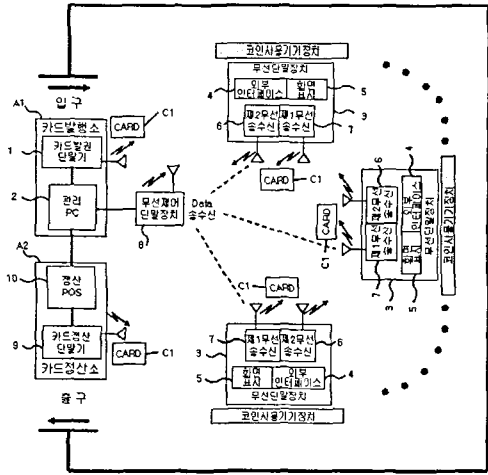 입구
A1
카드발행소
1
카드발권
단말기
CARD
C1
2
관리
PC
A2
10
정산
POS
9
카드정산
단말기
카드정산소
CARD
C1
출구
무선제어
단말장치
8
Data
송수신
코인사용기기장치
무선단말장치
4
외부
인터페이스
화면
표시
5
6
제2무선
송수신
제1무선
송수신
7
3
CARD
C1
CARD
C1
6
제2무선
송수신
4
외부
인터페이스
7
제1무선
송수신
화면
표시
5
무선단말장치
3
코인사용기기장치
CARD
C1
7
제1무선
송수신
제2무선
송수신
6
3
5
화면
표시
외부
인터페이스
4
무선단말장치
코인사용기기장치